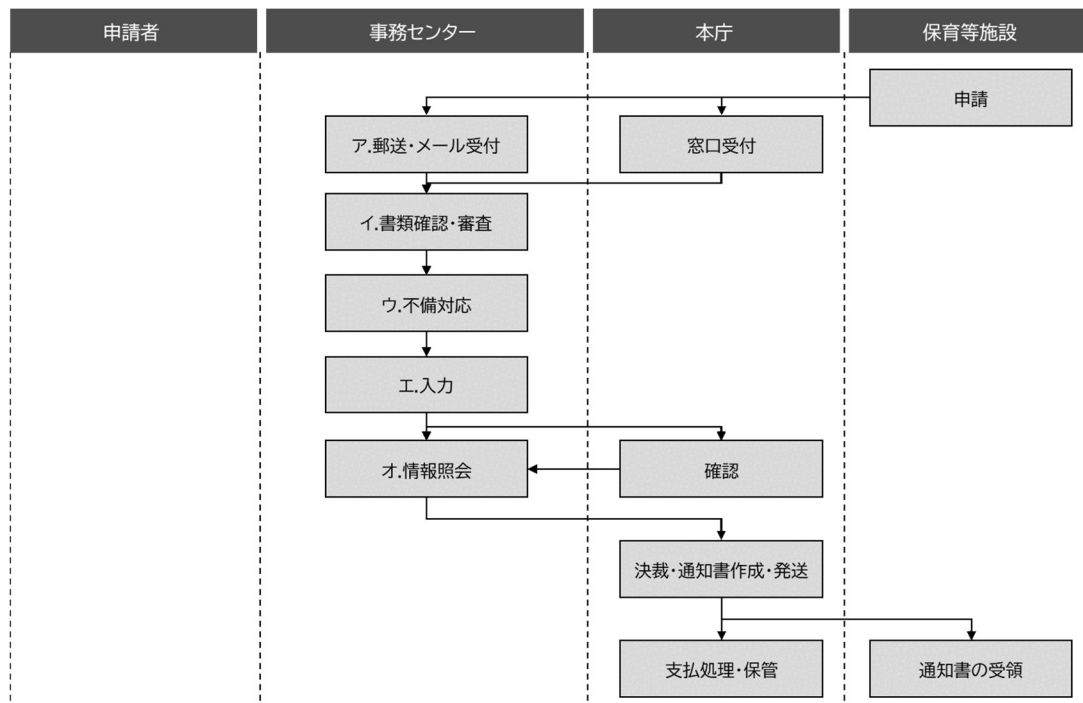 申請者
事務センター
本庁
保育等施設
申請
ア.郵送・メール受付
窓口受付
イ.書類確認・審査
ウ.不備対応
エ.入力
オ.情報照会
確認
決裁・通知書作成・発送
支払処理・保管
通知書の受領